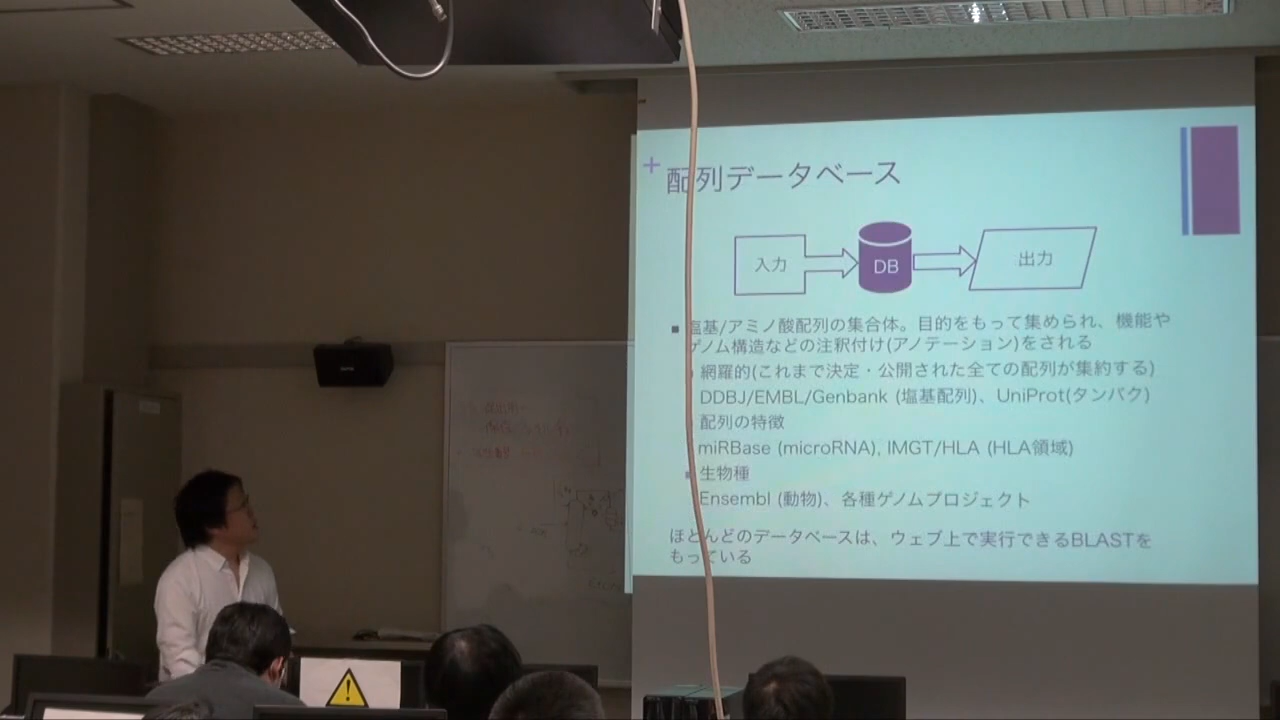 配列データベース
入力
DB
出力
塩基/アミノ酸配列の集合体。目的をもって集められ、機能や
ゲノム構造などの注釈付け(アノテーション)をされる
網羅的(これまで決定・公開された全ての配列が集約する)
DDBJ/EMBL/Genbank (塩基配列)、UniProt(タンパク)
配列の特徴
miRBase (microRNA), IMGT/HLA (HLA領域)
生物種
Ensembl (動物)、各種ゲノムプロジェクト
ほとんどのデータベースは、ウェブ上で実行できるBLASTを
もっている